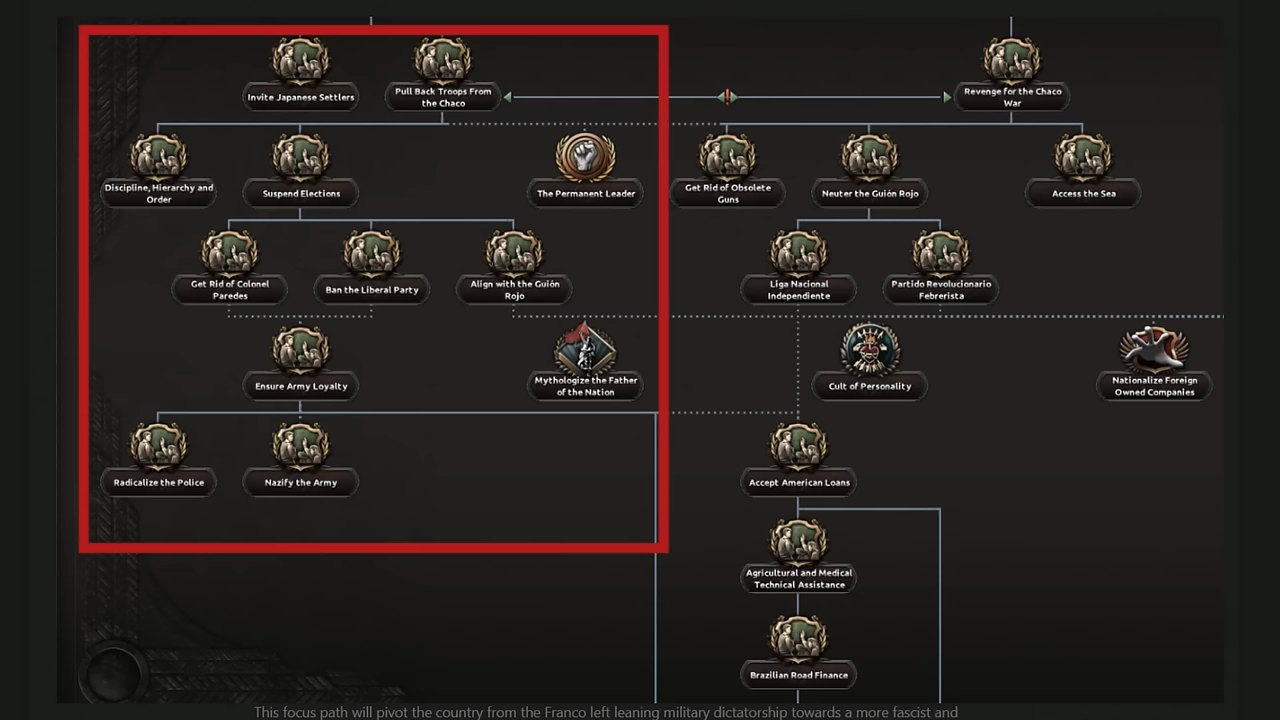 Invite Japanese Settlers
Pull Back Troops From
the Chaco
Revenge for the Chaco
War
Discipline, Hierarchy and
Order
Suspend Elections
The Permanent Leader
Get Rid of Obsolete
Guns
Neuter the Guión Rojo
Access the Sea
Get Rid of Colonel
Paredes
Ban the Liberal Party
Align with the Guión
Rojo
Liga Nacional
Independiente
Partido Revolucionario
Febrerista
Ensure Army Loyalty
Mythologize the Father
of the Nation
Cult of Personality
Nationalize Foreign
Owned Companies
Radicalize the Police
Nazify the Army
Accept American Loans
Agricultural and Medical
Technical Assistance
Brazilian Road Finance
This focus path will pivot the country from the Franco left leaning military dictatorship towards a more fascist and